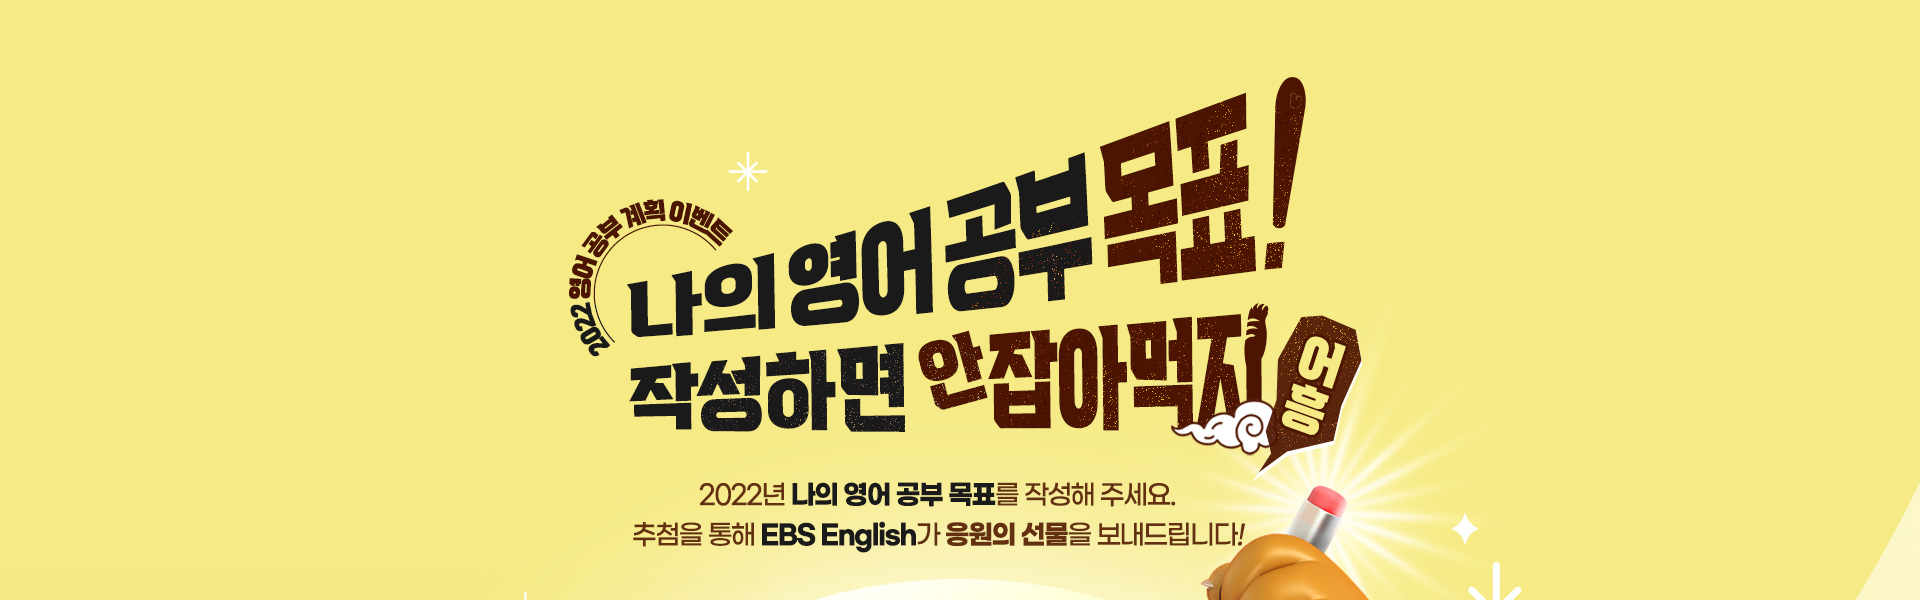 2022 영어 공부 계획 이벤트
나의 영어 공부 목표!
작성하면 안 잡아먹지
어흥
2022년 나의 영어 공부 목표를 작성해 주세요.
추첨을 통해 EBS English가 응원의 선물을 보내드립니다!